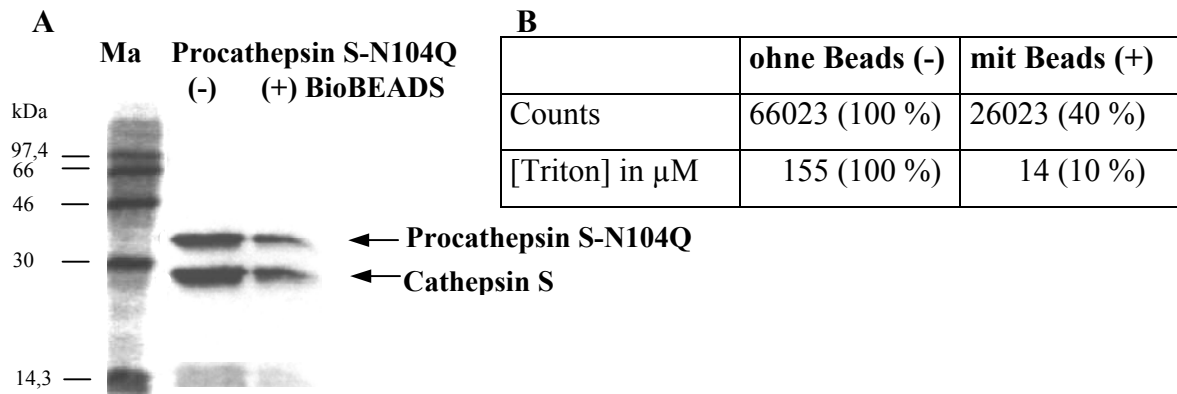 A
Ma Procathepsin S-N104Q
(-) (+) BioBEADS
kDa
97,4
66
46
30
14,3
Procathepsin S-N104Q
Cathepsin S
B
ohne Beads (-) mit Beads (+)
Counts 66023 (100 %) 26023 (40 %)
[Triton] in µM 155 (100 %) 14 (10 %)